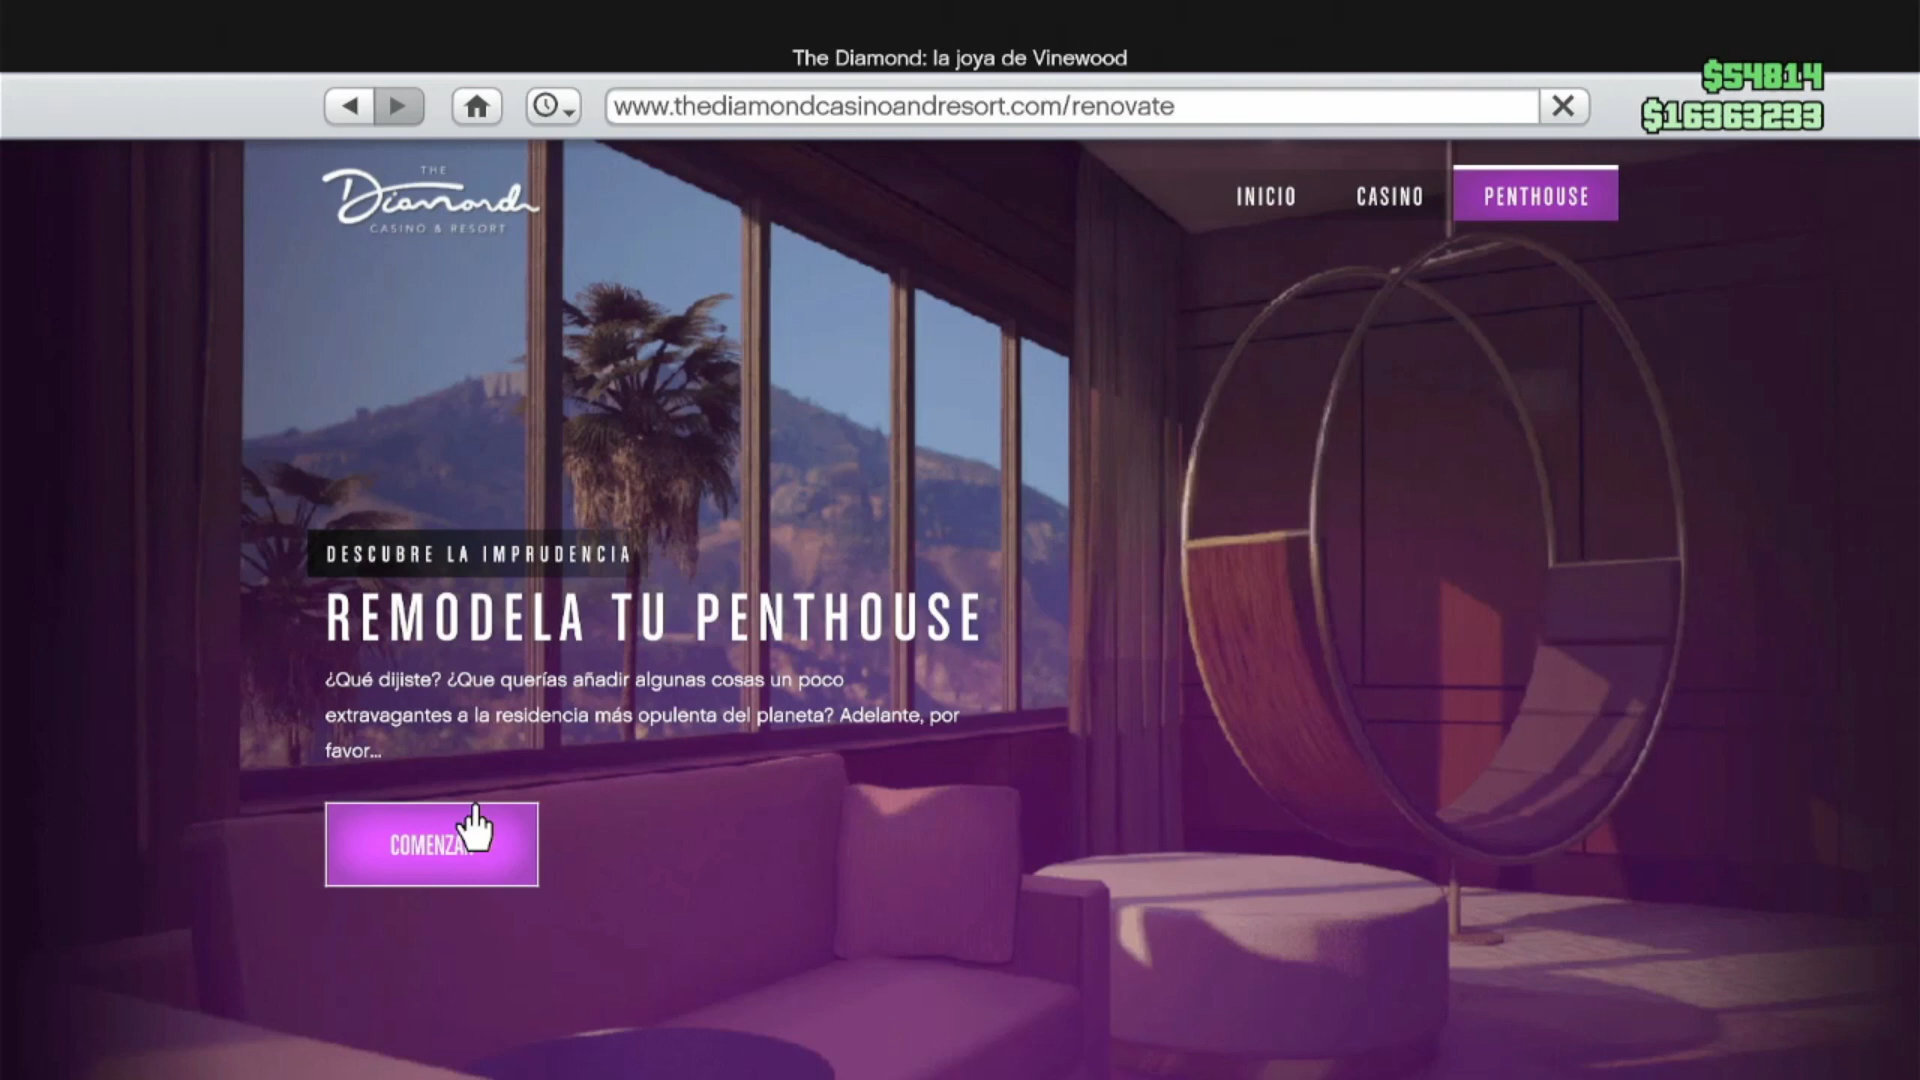 The Diamond: la joya de Vinewood
$54814
www.thediamondcasinoandresort.com/renovate
$16363233
THE
Diamond
CASINO & RESORT
INICIO
CASINO
PENTHOUSE
DESCUBRE LA IMPRUDENCIA
REMODELA TU PENTHOUSE
¿Qué dijiste? ¿Que querías añadir algunas cosas un poco
extravagantes a la residencia más opulenta del planeta? Adelante, por
favor...
COMENZAR